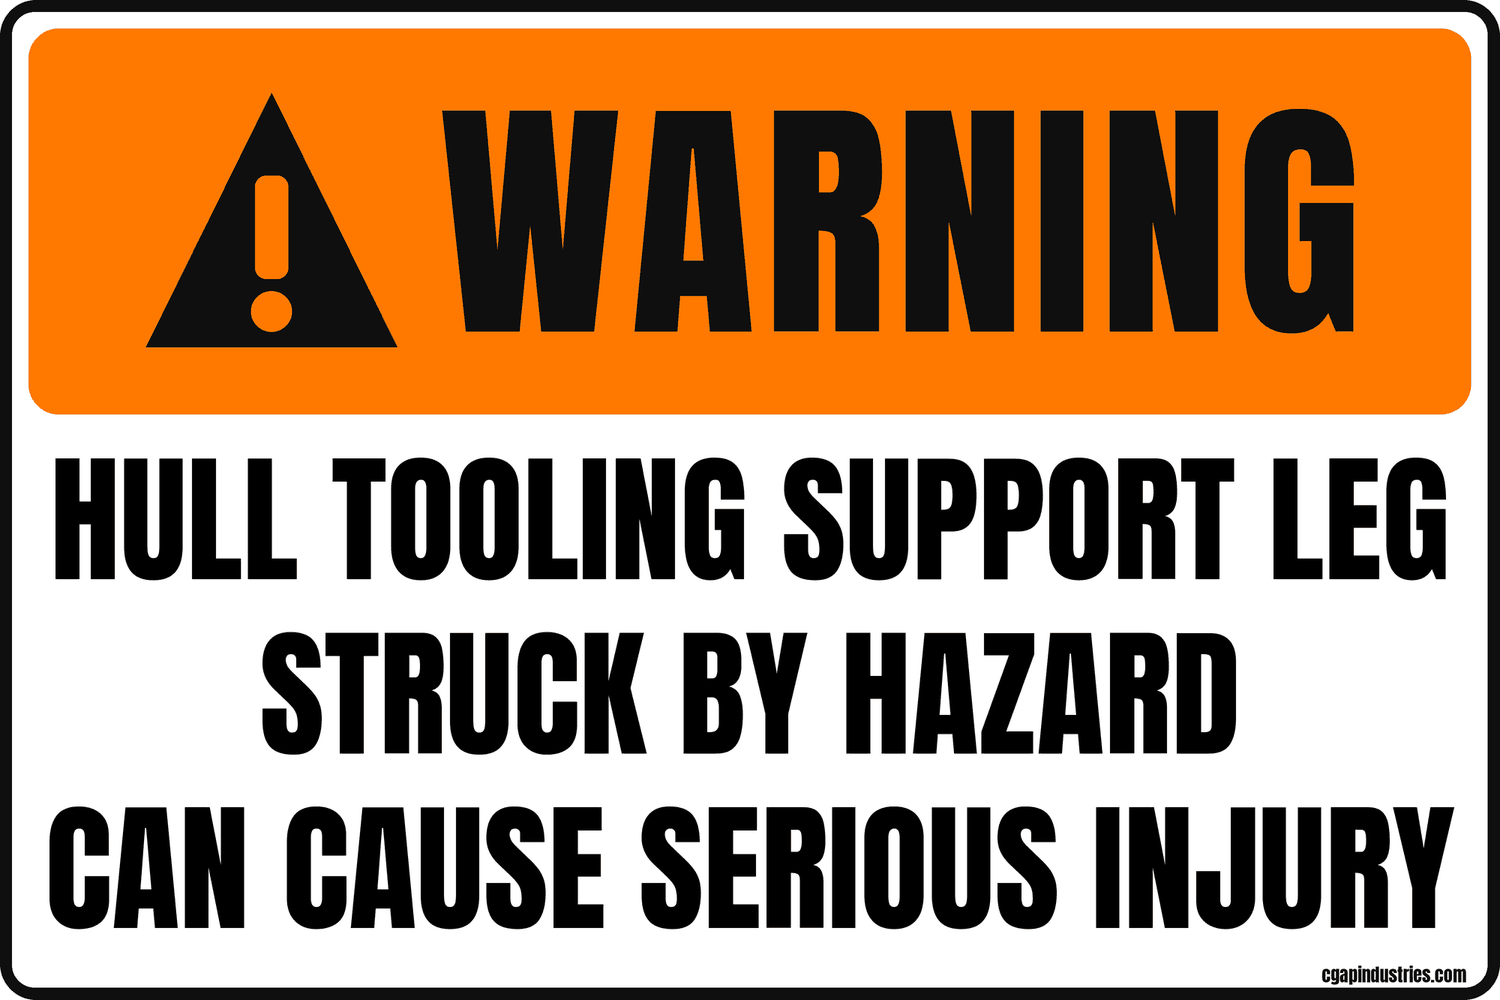 WARNING
HULL TOOLING SUPPORT LEG
STRUCK BY HAZARD
CAN CAUSE SERIOUS INJURY
cgapindustries.com